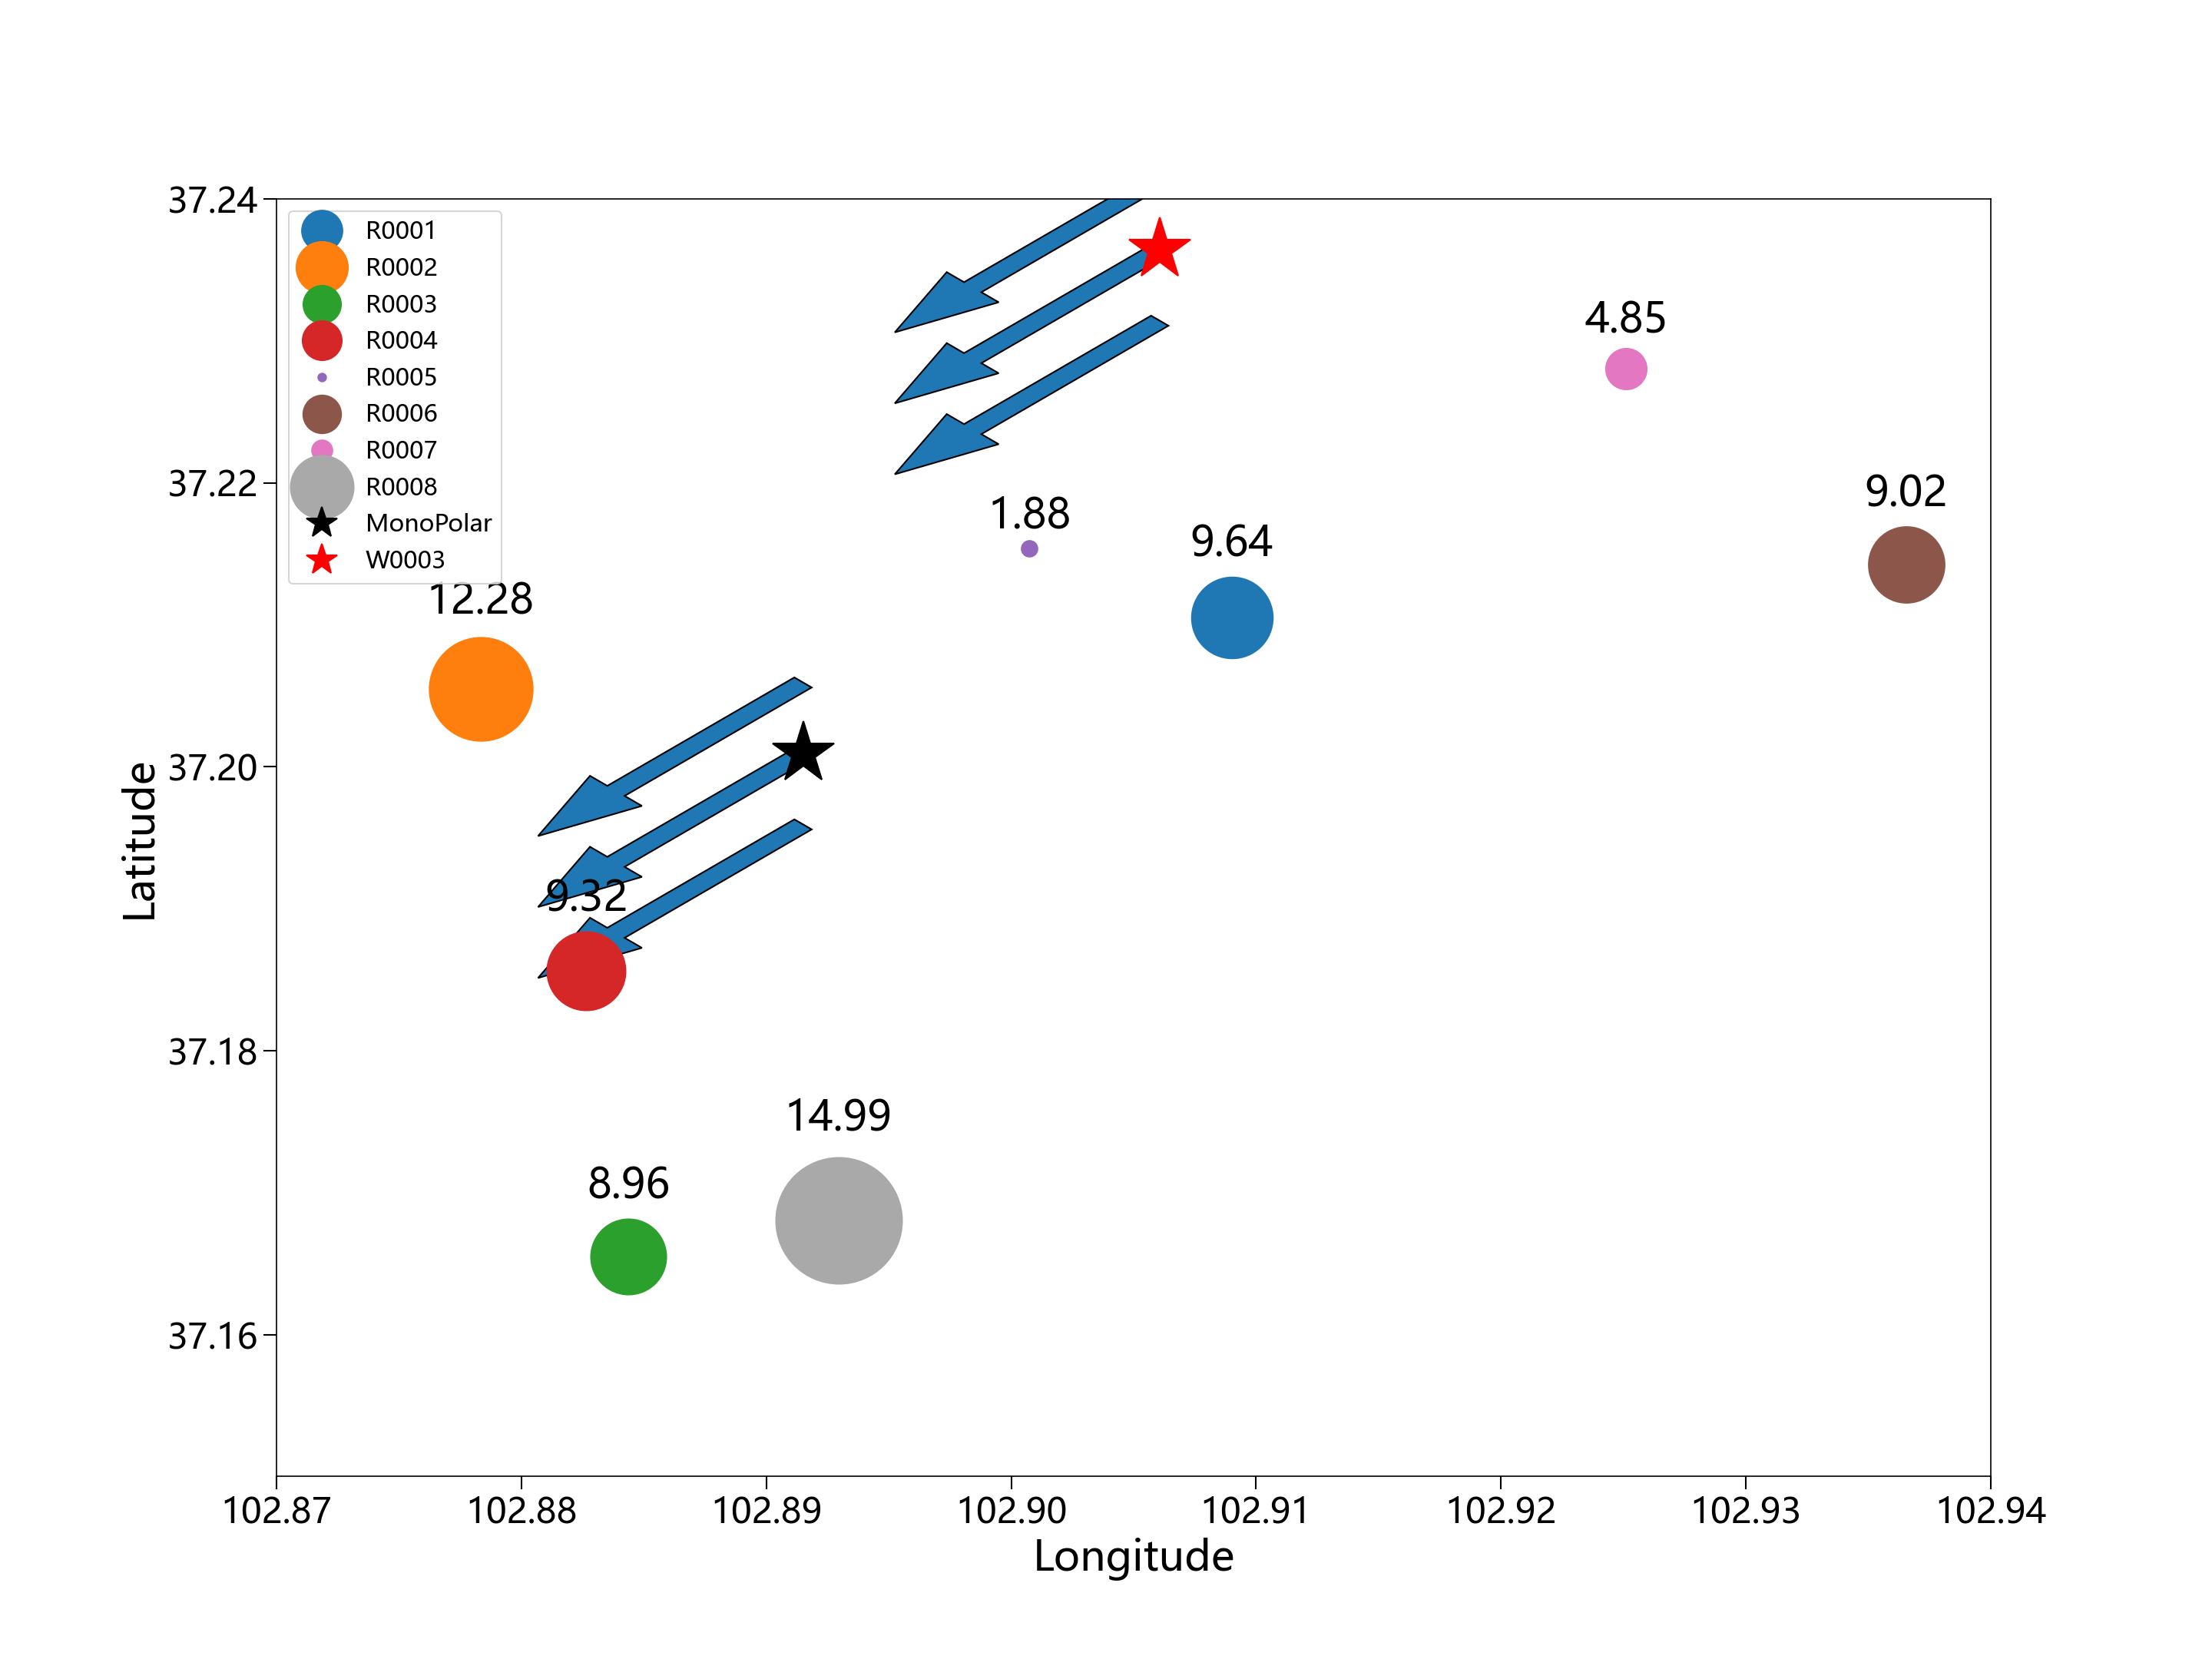 37.24
R0001
R0002
R0003
R0004
R0005
R0006
R0007
R0008
MonoPolar
W0003
4.85
37.22
9.02
1.88
9.64
12.28
37.20
Latitude
9.32
37.18
14.99
8.96
37.16
102.87 102.88 102.89 102.90 102.91 102.92 102.93 102.94
Longitude